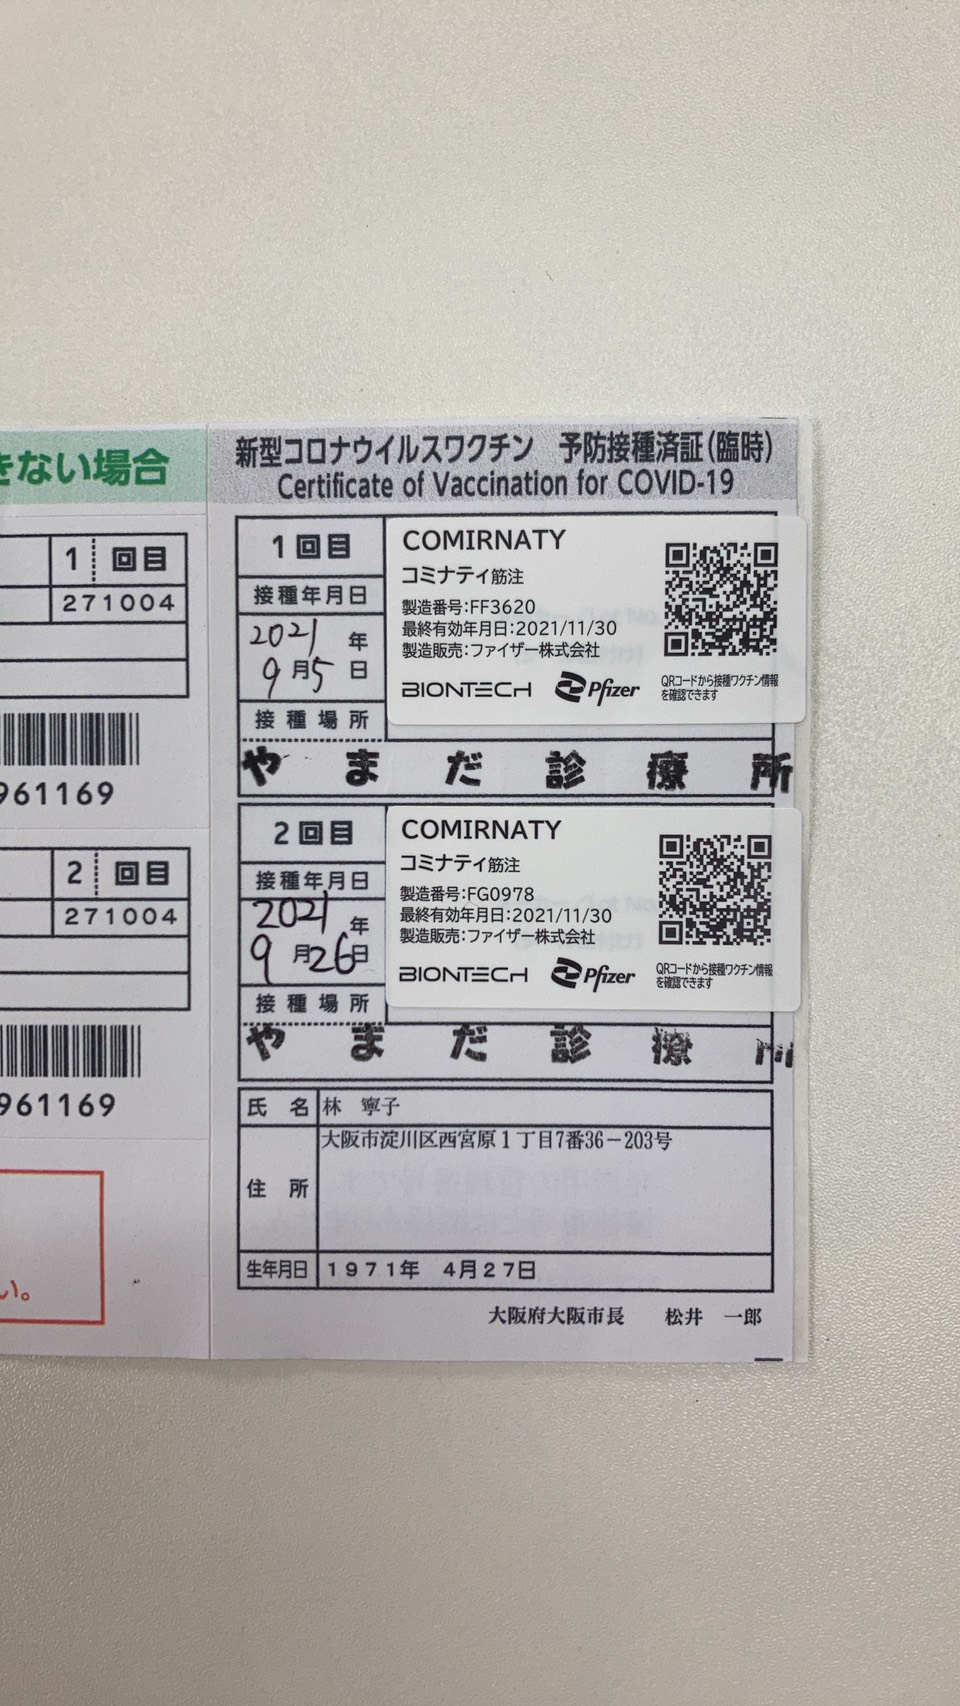 きない場合
1 回目
271004
961169
2 回目
271004
961169
い。
新型コロナウイルスワクチン 予防接種済証(臨時)
Certificate of Vaccination for COVID-19
1回目
接種年月日
2021年
9月5日
接種場所
COMIRNATY
コミナティ筋注
製造番号:FF3620
最終有効年月日:2021/11/30
製造販売:ファイザー株式会社
BIONTECH Pfizer
QRコードから接種ワクチン情報
を確認できます
やまだ診療所
2回目
接種年月日
2021年
9月26日
接種場所
COMIRNATY
コミナティ筋注
製造番号:FG0978
最終有効年月日:2021/11/30
製造販売:ファイザー株式会社
BIONTECH Pfizer
QRコードから接種ワクチン情報
を確認できます
やまだ診療所
氏名 林 寧子
住所 大阪市淀川区西宮原1丁目7番36-203号
生年月日 1971年 4月27日
大阪府大阪市長 松井 一郎